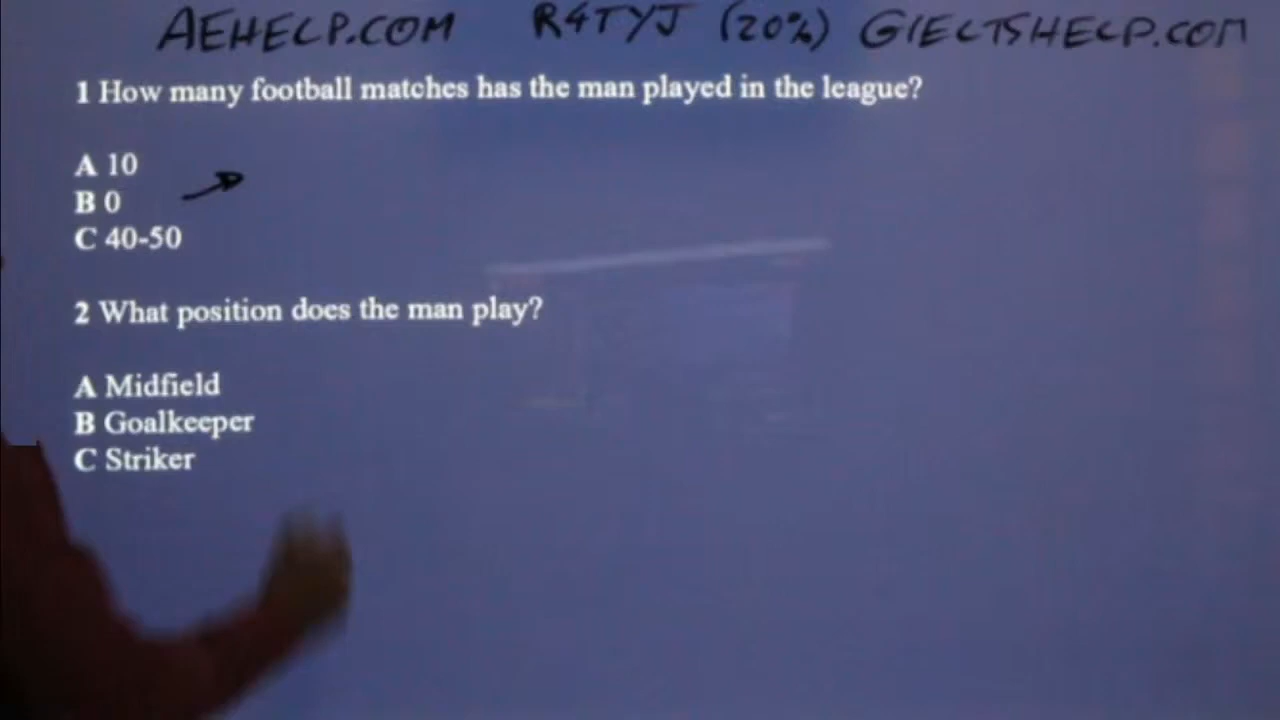 AEHELP.COM R4TYJ (20%) GIELTSHELP.COM
1 How many football matches has the man played in the league?
A 10
B 0
C 40-50
2 What position does the man play?
A Midfield
B Goalkeeper
C Striker